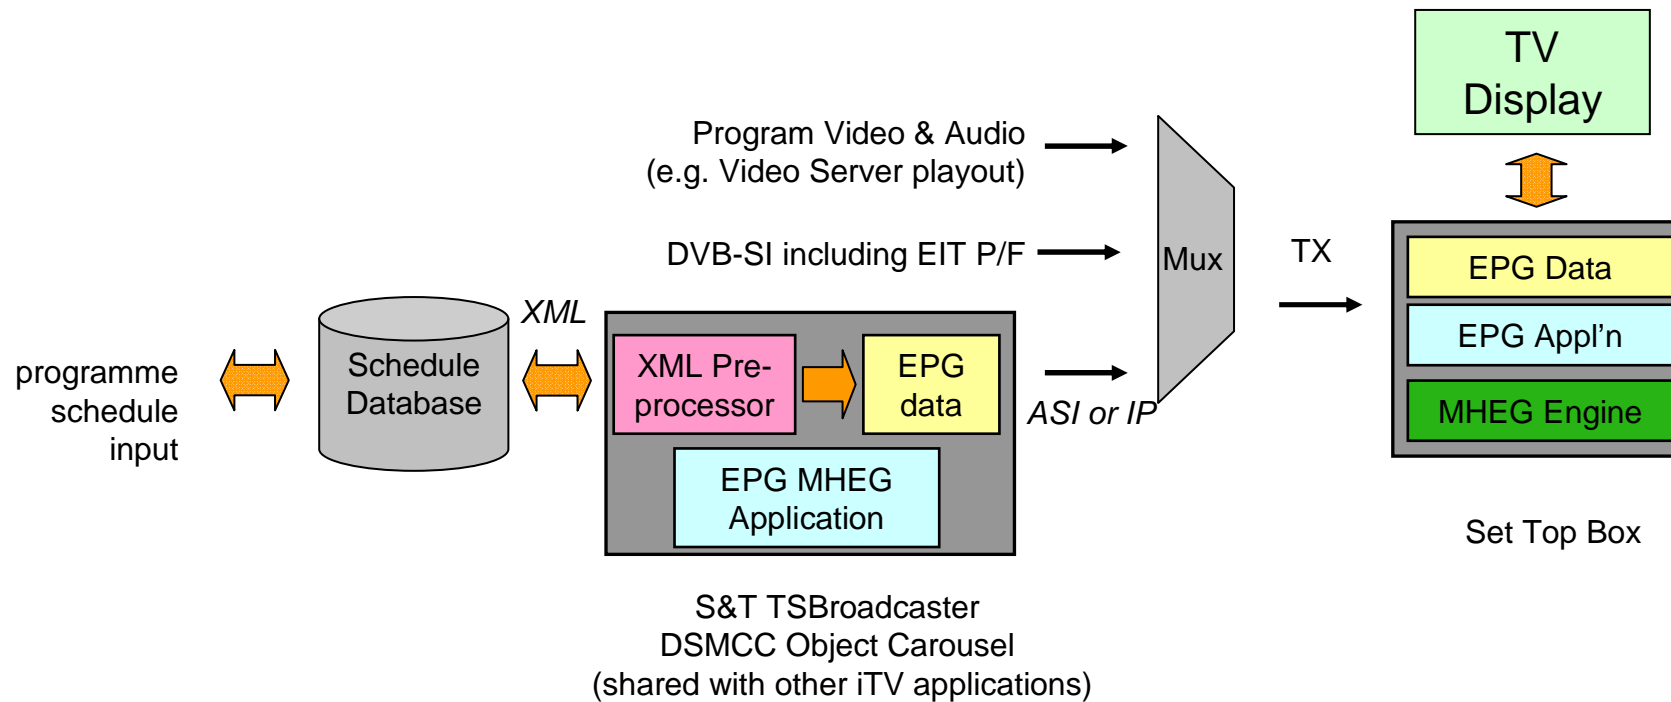 TV
Display
Program Video & Audio
(e.g. Video Server playout)
DVB-SI including EIT P/F
Mux
TX
EPG Data
EPG Appl’n
MHEG Engine
Set Top Box
programme
schedule
input
Schedule
Database
XML
XML Pre-
processor
EPG
data
EPG MHEG
Application
ASI or IP
S&T TSBroadcaster
DSMCC Object Carousel
(shared with other iTV applications)